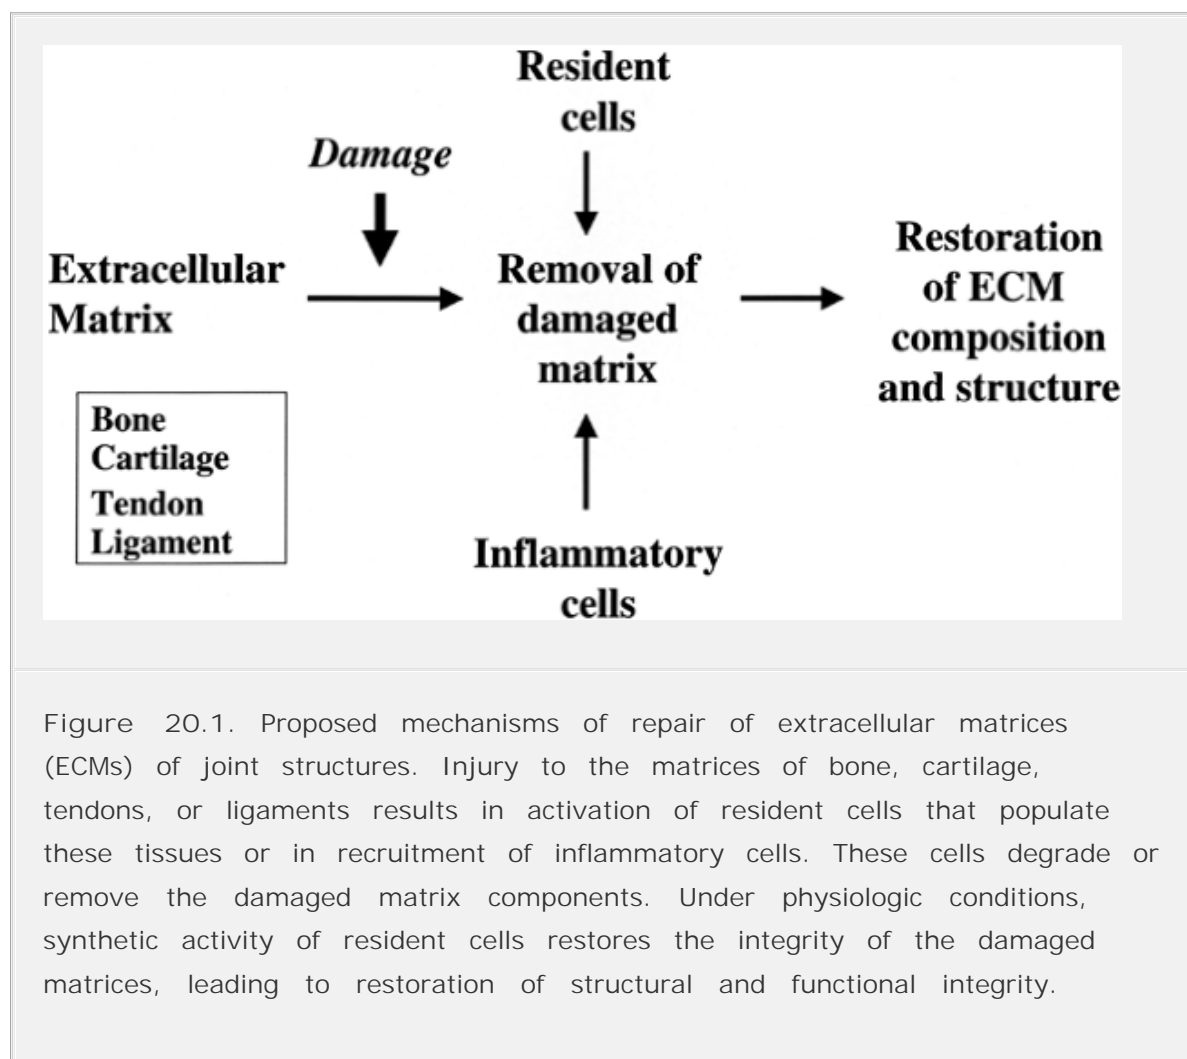 Resident
cells
Damage
Extracellular
Matrix
Removal of
damaged
matrix
Restoration
of ECM
composition
and structure
Bone
Cartilage
Tendon
Ligament
Inflammatory
cells
Figure 20.1. Proposed mechanisms of repair of extracellular matrices
(ECMs) of joint structures. Injury to the matrices of bone, cartilage,
tendons, or ligaments results in activation of resident cells that populate
these tissues or in recruitment of inflammatory cells. These cells degrade or
remove the damaged matrix components. Under physiologic conditions,
synthetic activity of resident cells restores the integrity of the damaged
matrices, leading to restoration of structural and functional integrity.